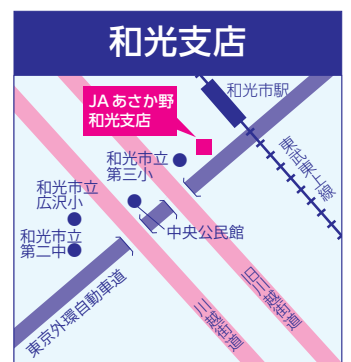 和光支店
和光市駅
JAあさか野
和光支店
東武東上線
和光市立
第三小
和光市立
広沢小
中央公民館
和光市立
第二中
東京外環自動車道
川越街道
旧川越街道